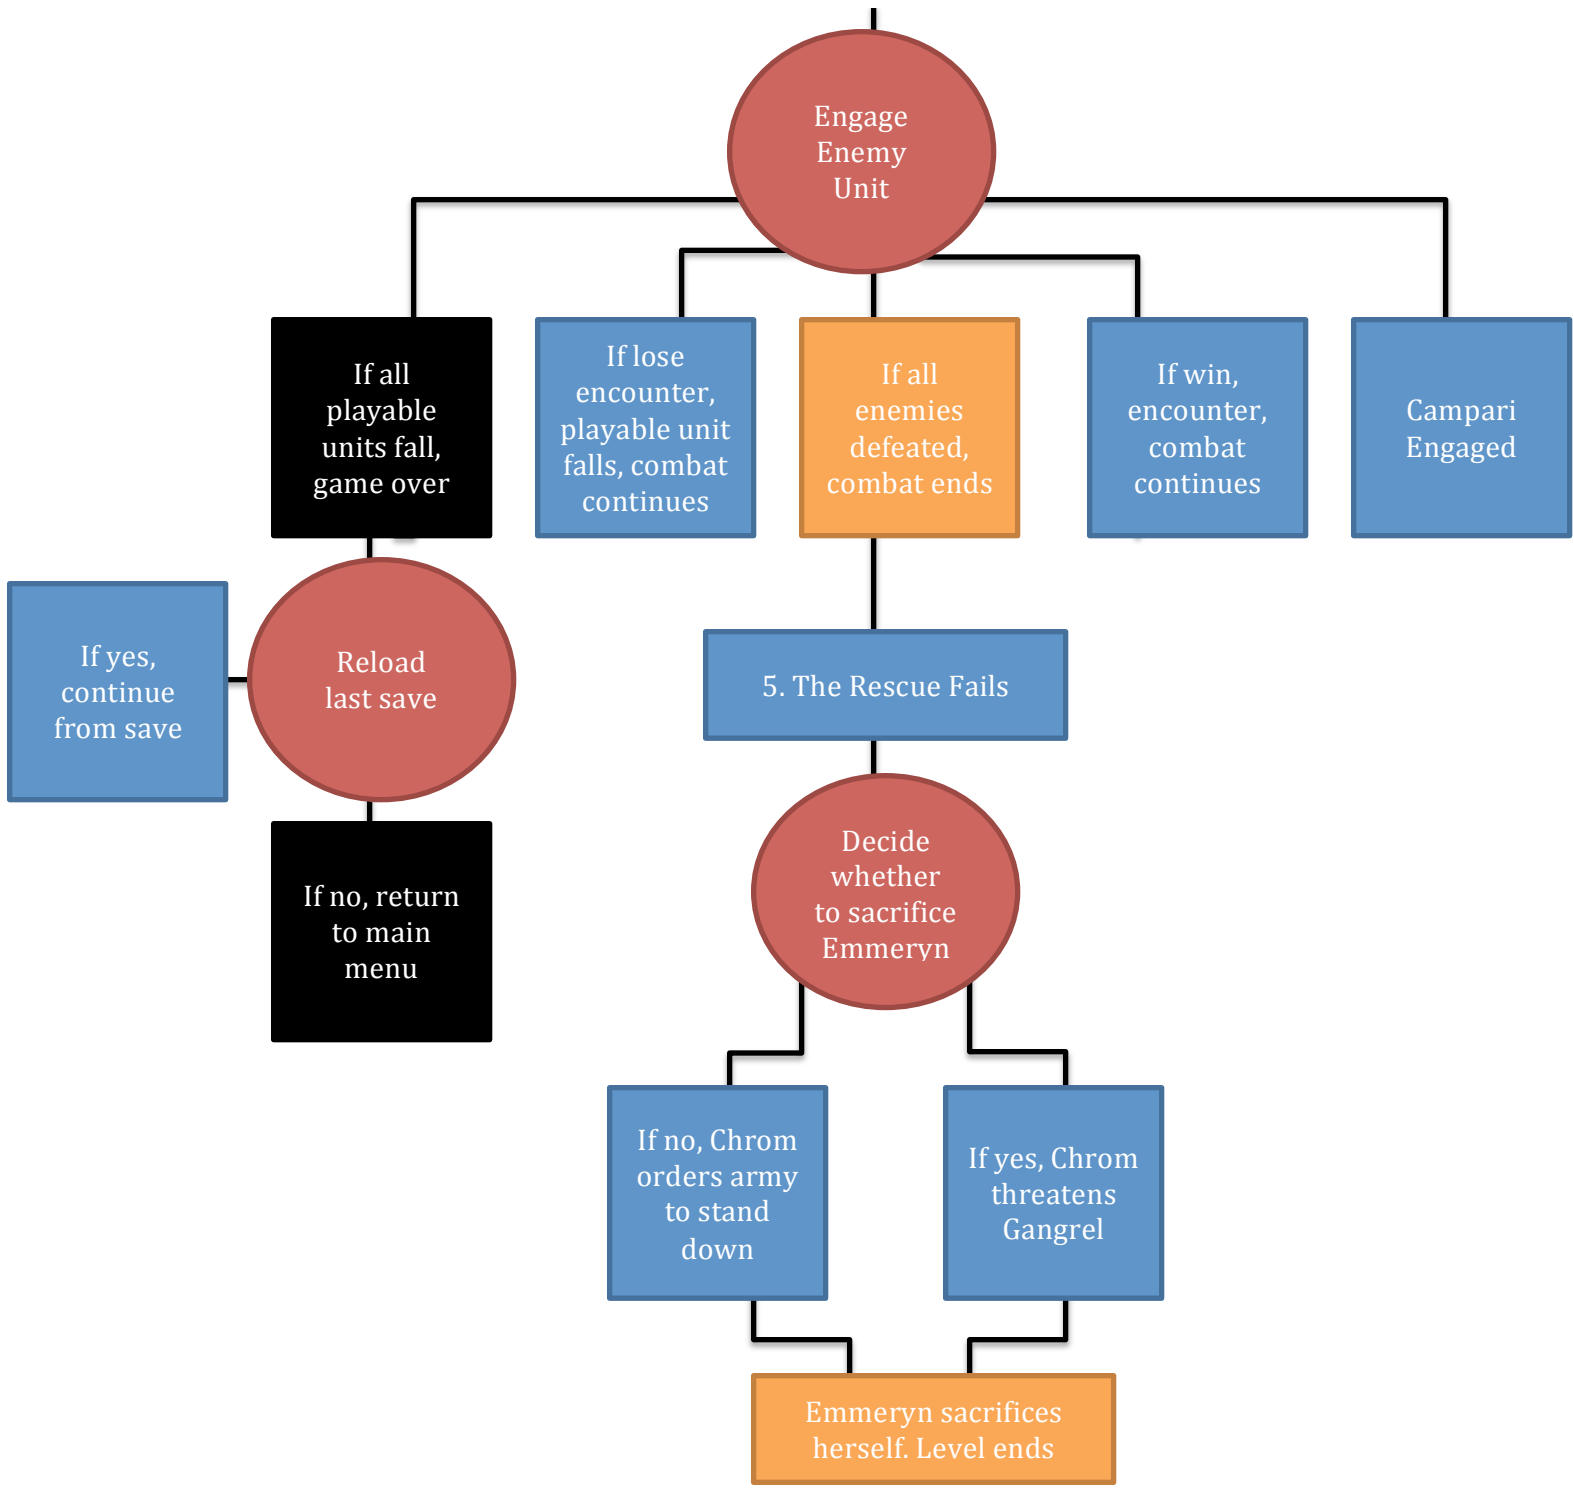 Engage
Enemy
Unit
If all
playable
units fall,
game over
If lose
encounter,
playable unit
falls, combat
continues
If all
enemies
defeated,
combat ends
If win,
encounter,
combat
continues
Campari
Engaged
If yes,
continue
from save
Reload
last save
5. The Rescue Fails
If no, return
to main
menu
Decide
whether
to sacrifice
Emmeryn
If no, Chrom
orders army
to stand
down
If yes, Chrom
threatens
Gangrel
Emmeryn sacrifices
herself. Level ends